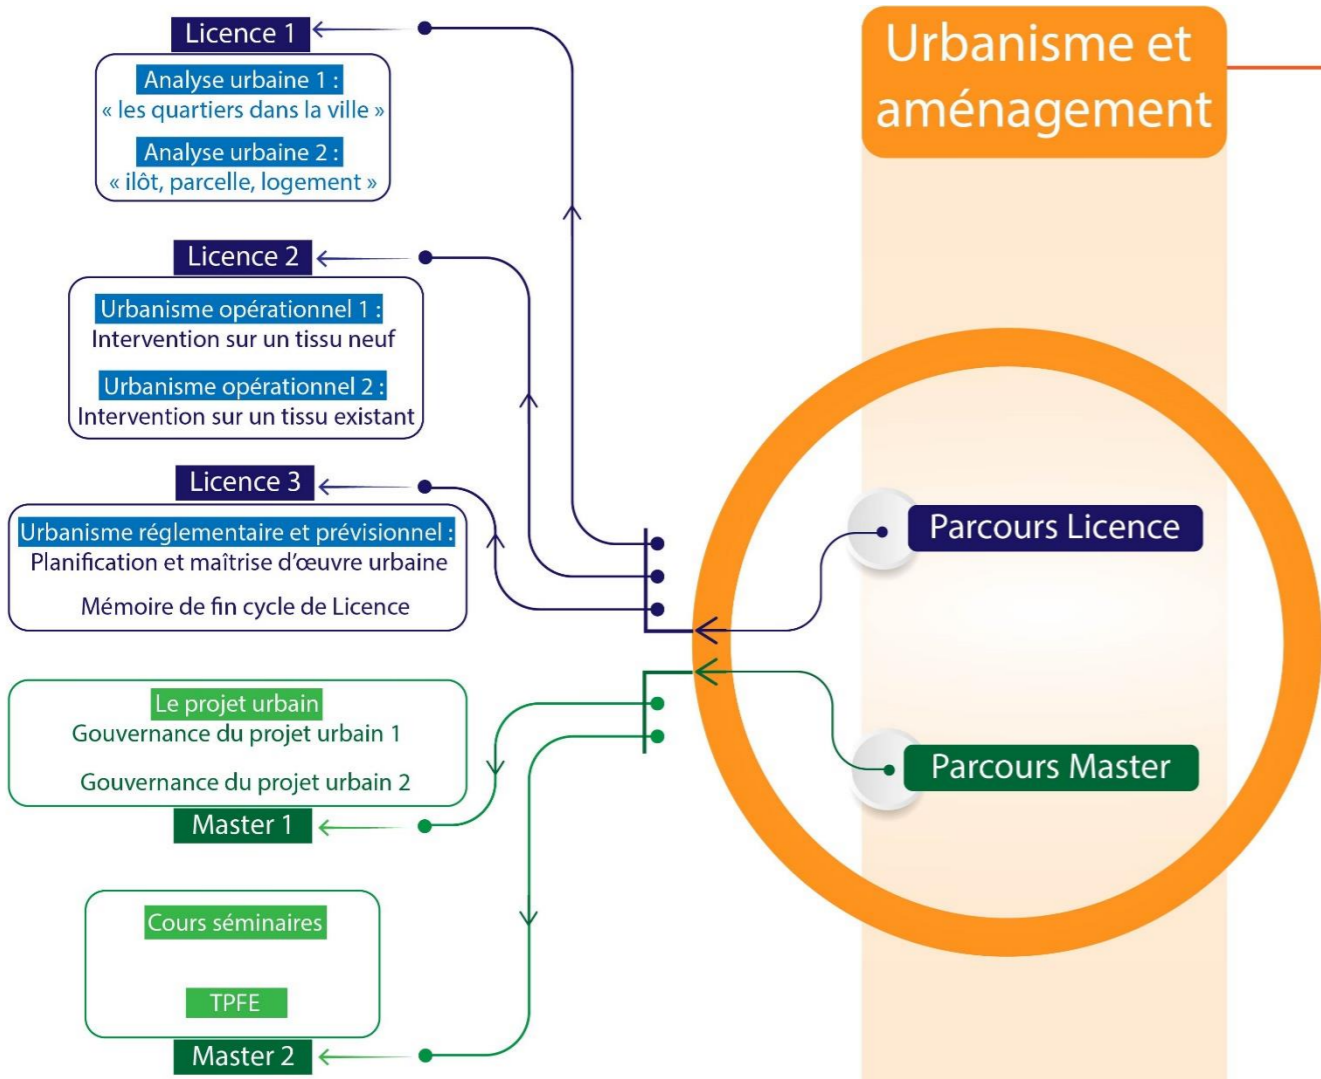 Licence 1
Analyse urbaine 1 :
« les quartiers dans la ville »
Analyse urbaine 2 :
« ilôt, parcelle, logement »
Licence 2
Urbanisme opérationnel 1 :
Intervention sur un tissu neuf
Urbanisme opérationnel 2 :
Intervention sur un tissu existant
Licence 3
Urbanisme réglementaire et prévisionnel :
Planification et maîtrise d’œuvre urbaine
Mémoire de fin cycle de Licence
Le projet urbain
Gouvernance du projet urbain 1
Gouvernance du projet urbain 2
Master 1
Cours séminaires
TPFE
Master 2
Urbanisme et
aménagement
Parcours Licence
Parcours Master